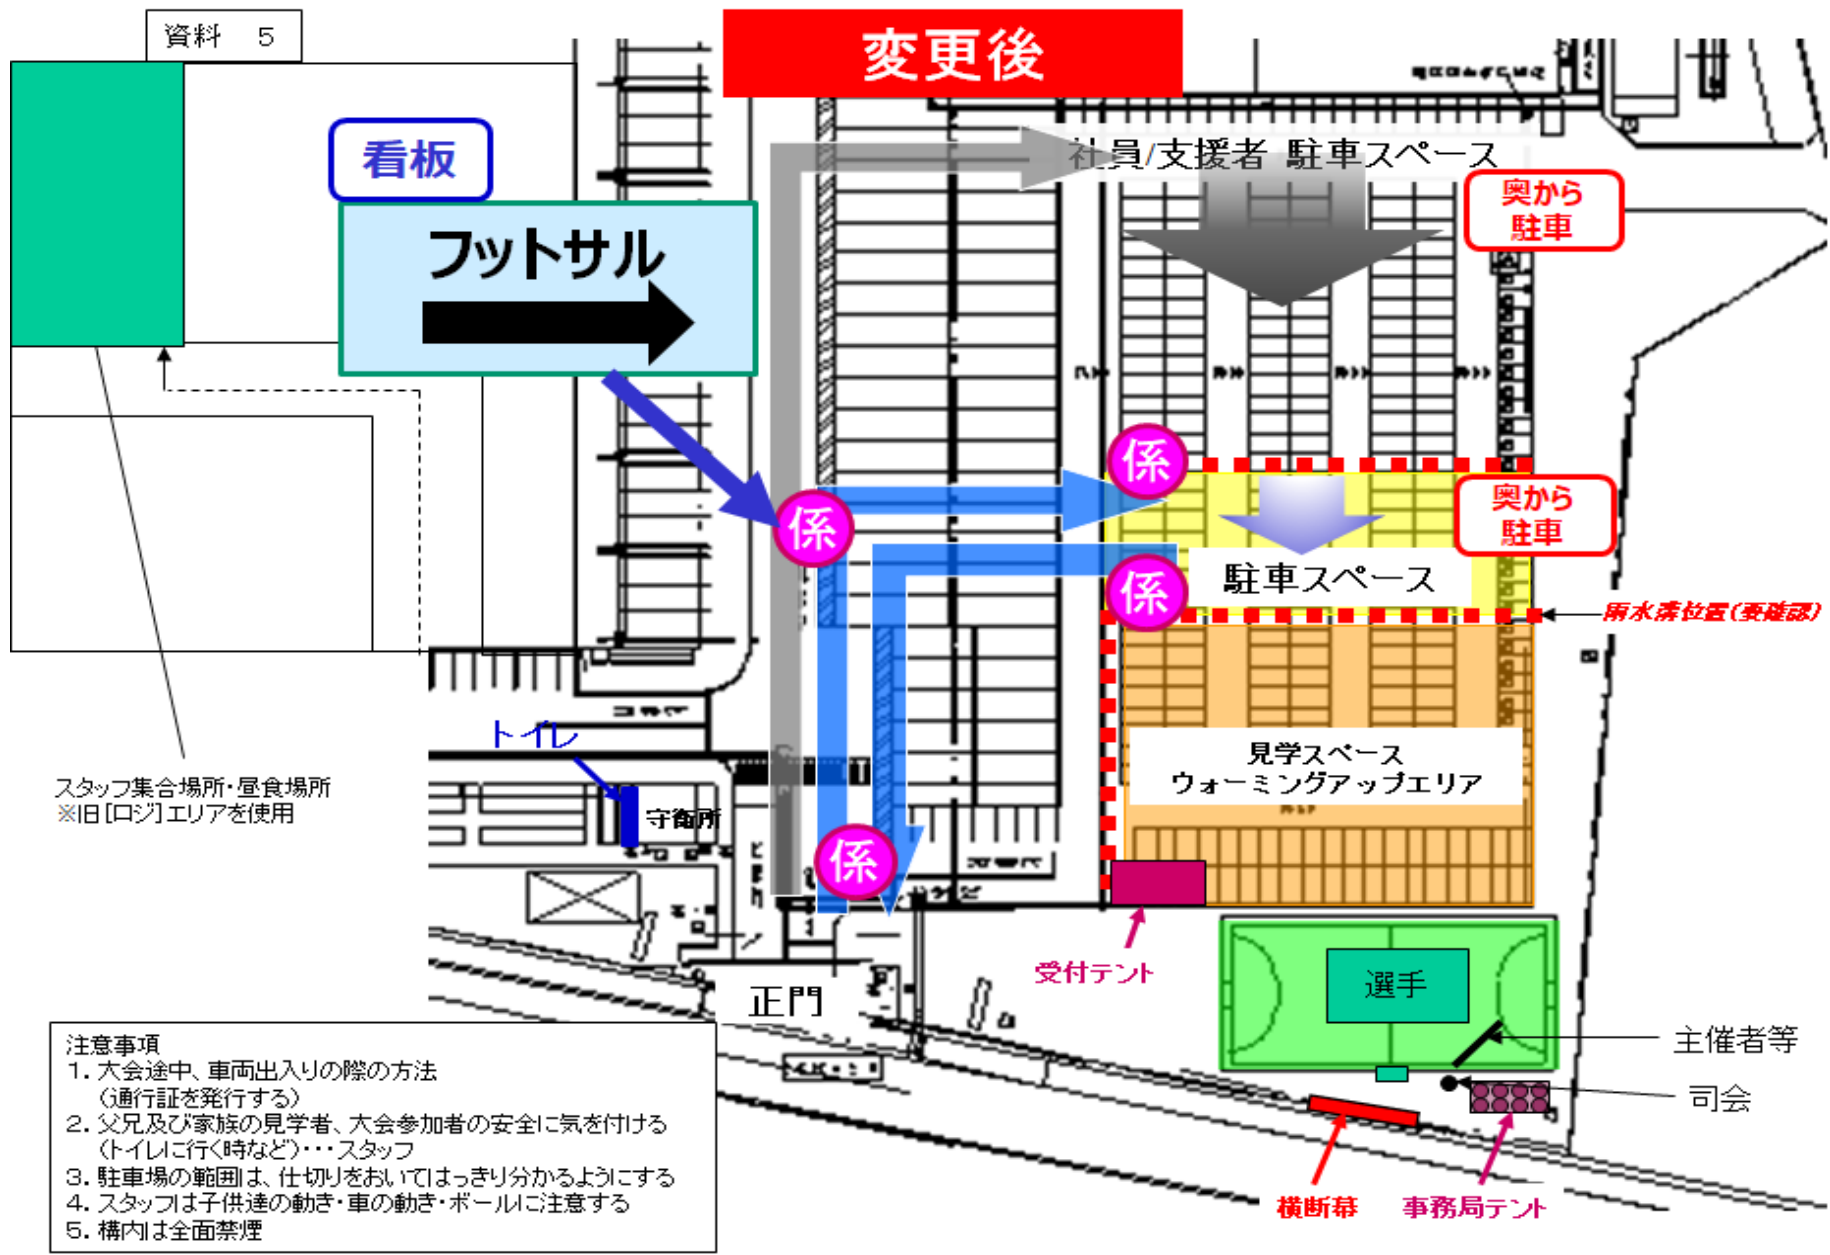 資料　5
変更後
看板
フットサル
社員/支援者 駐車スペース
奥から
駐車
係
係
奥から
駐車
係
駐車スペース
雨水溝位置(要確認)
トイレ
見学スペース
ウォーミングアップエリア
スタッフ集合場所・昼食場所
※旧[ロジ]エリアを使用
守衛所
係
受付テント
正門
選手
主催者等
司会
横断幕
事務局テント
注意事項
1. 大会途中、車両出入りの際の方法
(通行証を発行する)
2. 父兄及び家族の見学者、大会参加者の安全に気を付ける
(トイレに行く時など)・・・スタッフ
3. 駐車場の範囲は、仕切りをおいてはっきり分かるようにする
4. スタッフは子供達の動き・車の動き・ボールに注意する
5. 構内は全面禁煙